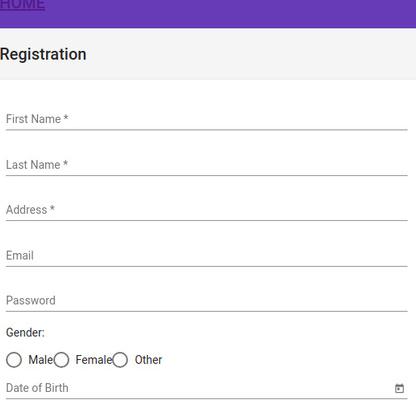 HOME
Registration
First Name *
Last Name *
Address *
Email
Password
Gender:
Male Female Other
Date of Birth